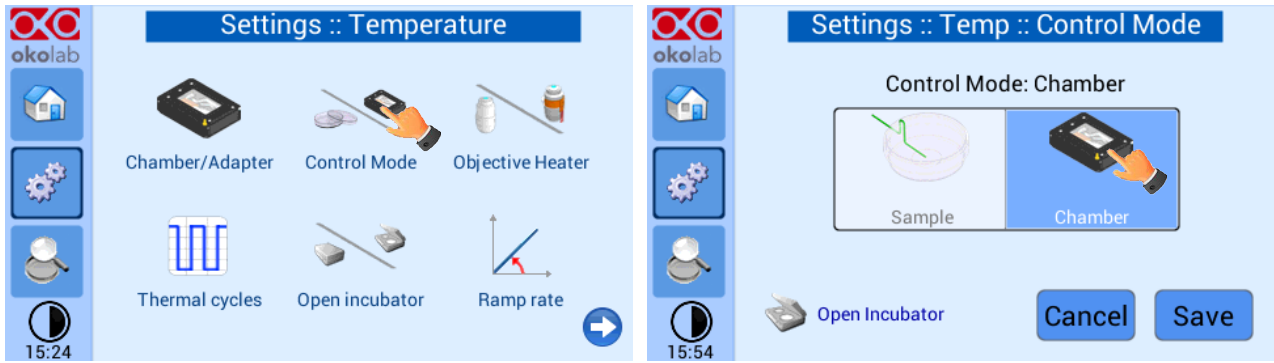 Settings :: Temperature
okolab
Chamber/Adapter
Control Mode
Objective Heater
Thermal cycles
Open incubator
Ramp rate
15:24
Settings :: Temp :: Control Mode
okolab
Control Mode: Chamber
Sample
Chamber
Open Incubator
Cancel
Save
15:54